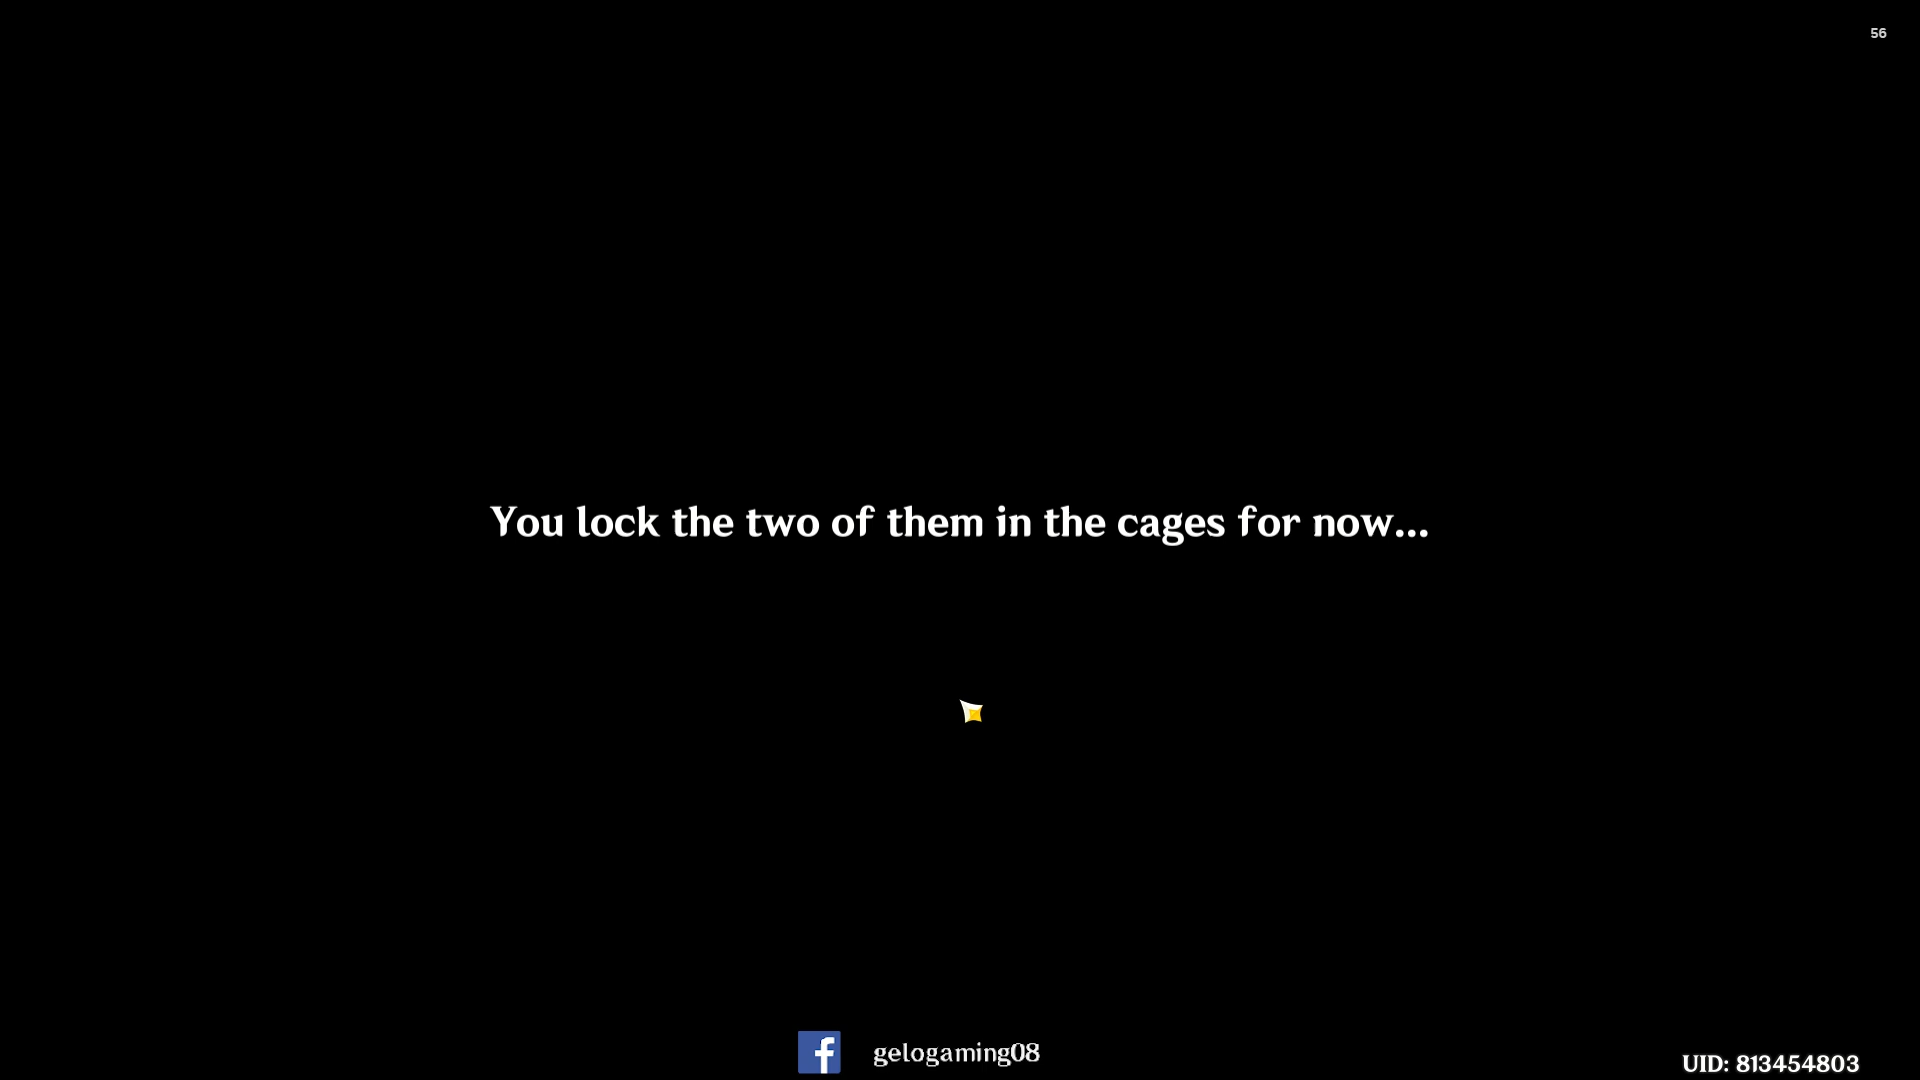 56
You lock the two of them in the cages for now...
gelogaming08
UID: 813454803